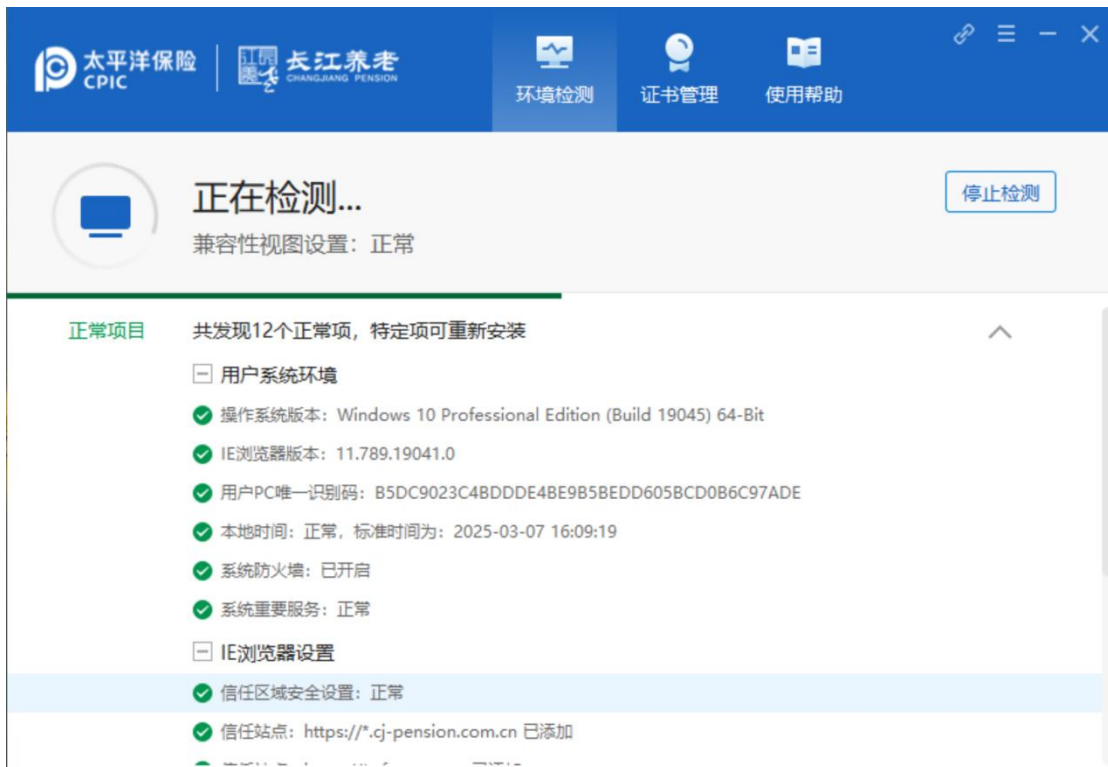 太平洋保险
CPIC
长江养老
CHANGJIANG PENSION
环境检测
证书管理
使用帮助
正在检测...
兼容性视图设置：正常
停止检测
正常项目
共发现12个正常项，特定项可重新安装
用户系统环境
操作系统版本：Windows 10 Professional Edition (Build 19045) 64-Bit
IE浏览器版本：11.789.19041.0
用户PC唯一识别码：B5DC9023C4BDDDE4BE9B5BEDD605BCD0B6C97ADE
本地时间：正常，标准时间为：2025-03-07 16:09:19
系统防火墙：已开启
系统重要服务：正常
IE浏览器设置
信任区域安全设置：正常
信任站点：https://*.cj-pension.com.cn 已添加